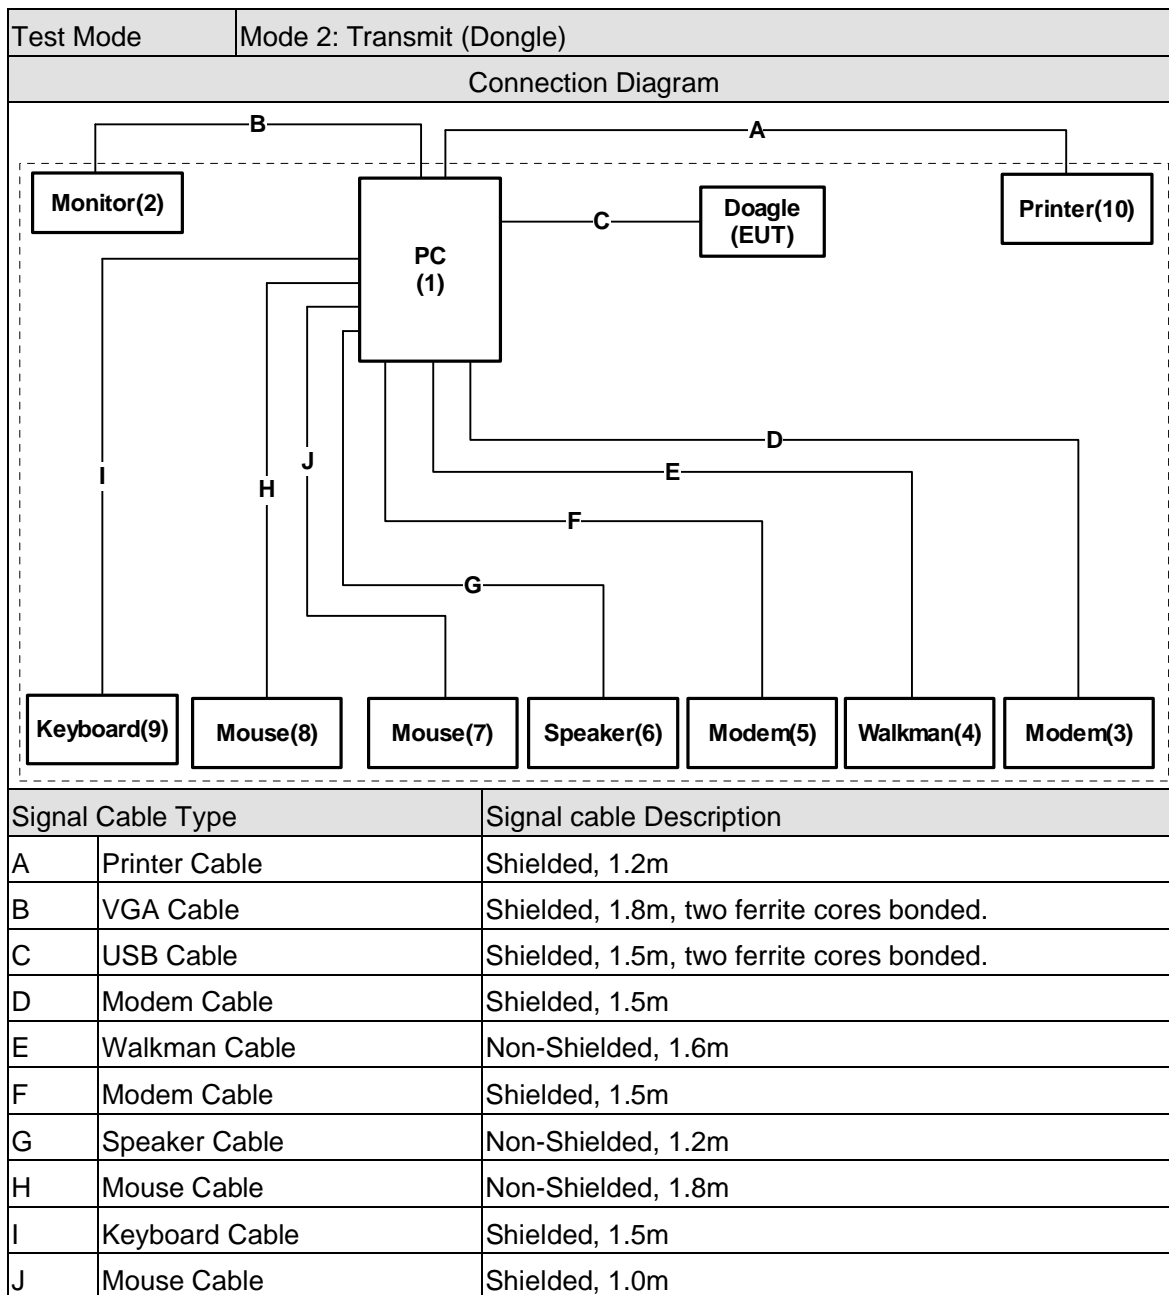 Test Mode Mode 2: Transmit (Dongle)
Connection Diagram
B
A
Monitor(2)
PC
(1)
C
Doagle
(EUT)
Printer(10)
D
E
F
G
H
I
J
Keyboard(9)
Mouse(8)
Mouse(7)
Speaker(6)
Modem(5)
Walkman(4)
Modem(3)
Signal Cable Type Signal cable Description
A Printer Cable Shielded, 1.2m
B VGA Cable Shielded, 1.8m, two ferrite cores bonded.
C USB Cable Shielded, 1.5m, two ferrite cores bonded.
D Modem Cable Shielded, 1.5m
E Walkman Cable Non-Shielded, 1.6m
F Modem Cable Shielded, 1.5m
G Speaker Cable Non-Shielded, 1.2m
H Mouse Cable Non-Shielded, 1.8m
I Keyboard Cable Shielded, 1.5m
J Mouse Cable Shielded, 1.0m